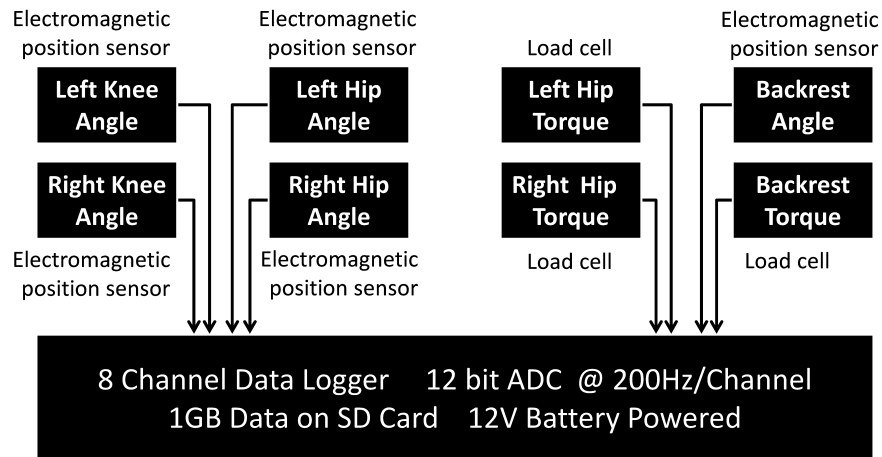 Electromagnetic
position sensor
Left Knee
Angle
Right Knee
Angle
Electromagnetic
position sensor
Electromagnetic
position sensor
Left Hip
Angle
Right Hip
Angle
Electromagnetic
position sensor
Load cell
Left Hip
Torque
Right Hip
Torque
Load cell
Electromagnetic
position sensor
Backrest
Angle
Backrest
Torque
Load cell
8 Channel Data Logger 12 bit ADC @ 200Hz/Channel
1GB Data on SD Card 12V Battery Powered